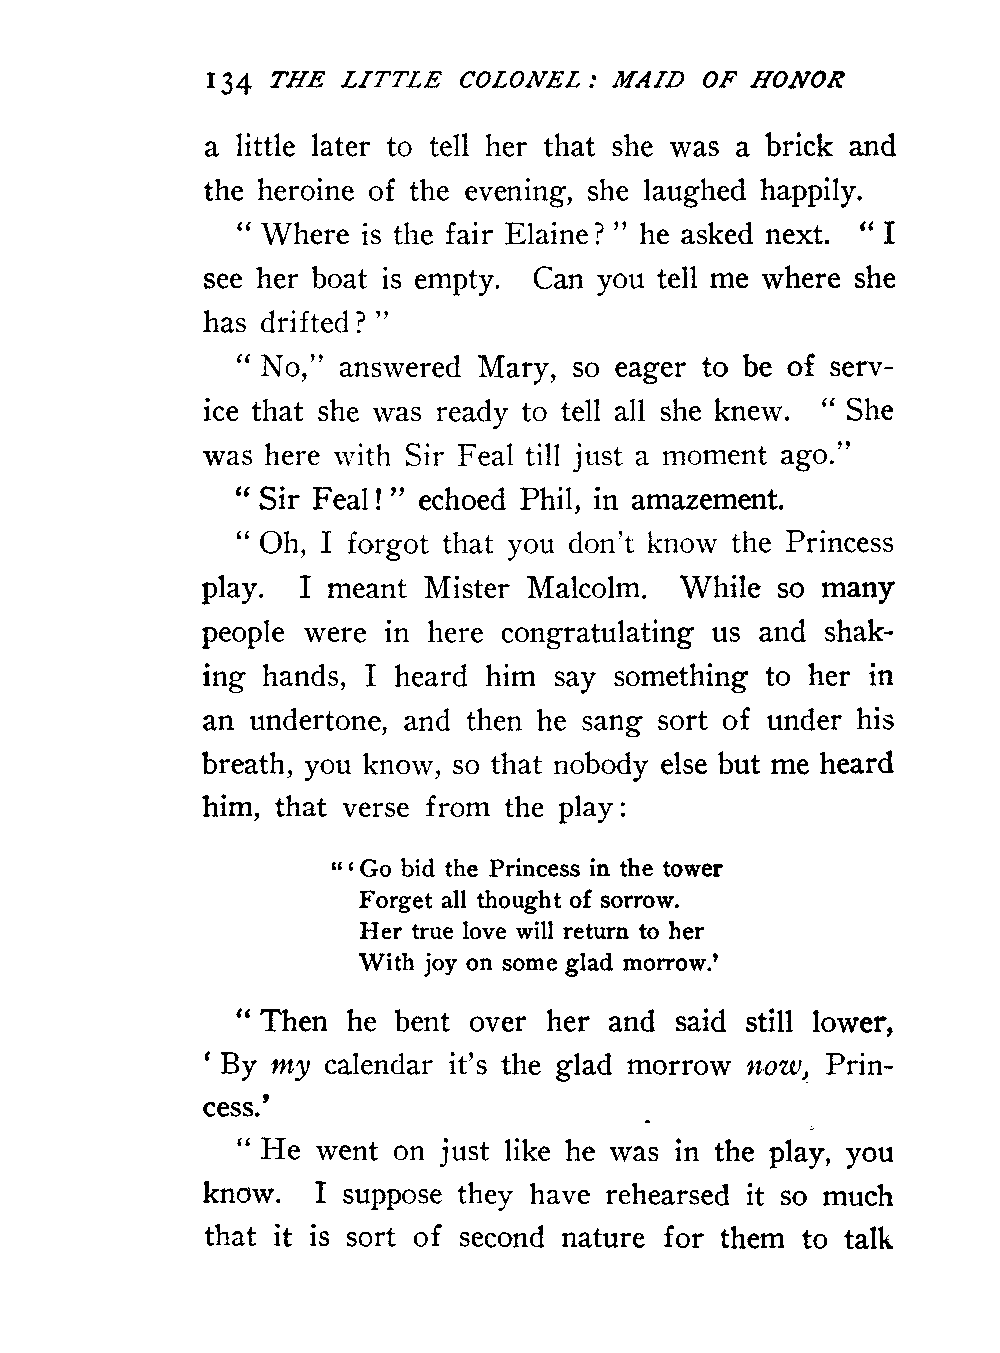 134 THE LITTLE COLONEL: MAID OF HONOR
a little later to tell her that she was a brick and
the heroine of the evening, she laughed happily.
" Where is the fair Elaine? " he asked next. " I
see her boat is empty. Can you tell me where she
has drifted? "
" No," answered Mary, so eager to be of serv-
ice that she was ready to tell all she knew. " She
was here with Sir Feal till just a moment ago."
" Sir Feal! " echoed Phil, in amazement.
" Oh, I forgot that you don't know the Princess
play. I meant Mister Malcolm. While so many
people were in here congratulating us and shak-
ing hands, I heard him say something to her in
an undertone, and then he sang sort of under his
breath, you know, so that nobody else but me heard
him, that verse from the play:
" ' Go bid the Princess in the tower
Forget all thought of sorrow.
Her true love will return to her
With joy on some glad morrow.'
" Then he bent over her and said still lower,
' By my calendar it's the glad morrow now, Prin-
cess.'
" He went on just like he was in the play, you
know. I suppose they have rehearsed it so much
that it is sort of second nature for them to talk